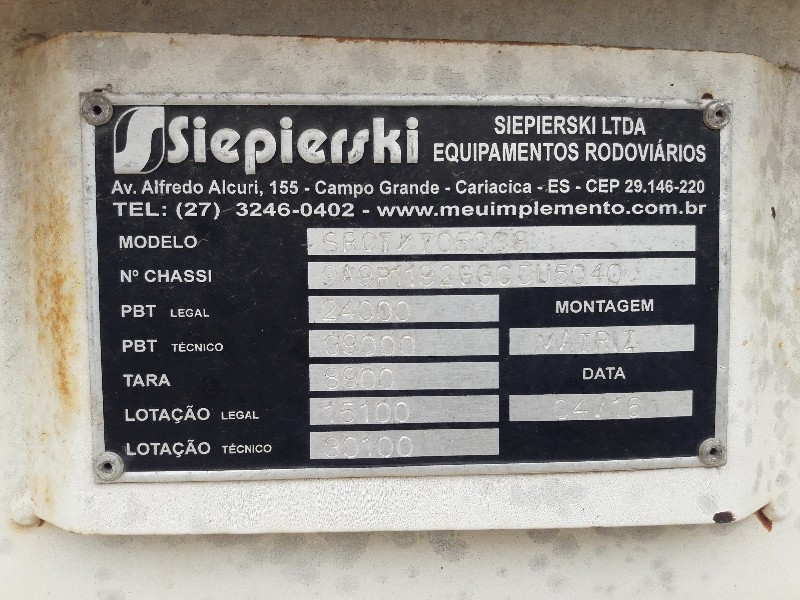 Siepierski
SIEPIERSKI LTDA
EQUIPAMENTOS RODOVIÁRIOS
Av. Alfredo Alcuri, 155 - Campo Grande - Cariacica - ES - CEP 29.146-220
TEL: (27) 3246-0402 - www.meuimplemento.com.br
MODELO
Nº CHASSI
PBT LEGAL 24000 MONTAGEM
PBT TÉCNICO 39000 MATRIZ
TARA 8900 DATA
LOTAÇÃO LEGAL 15100 04/16
LOTAÇÃO TÉCNICO 30100